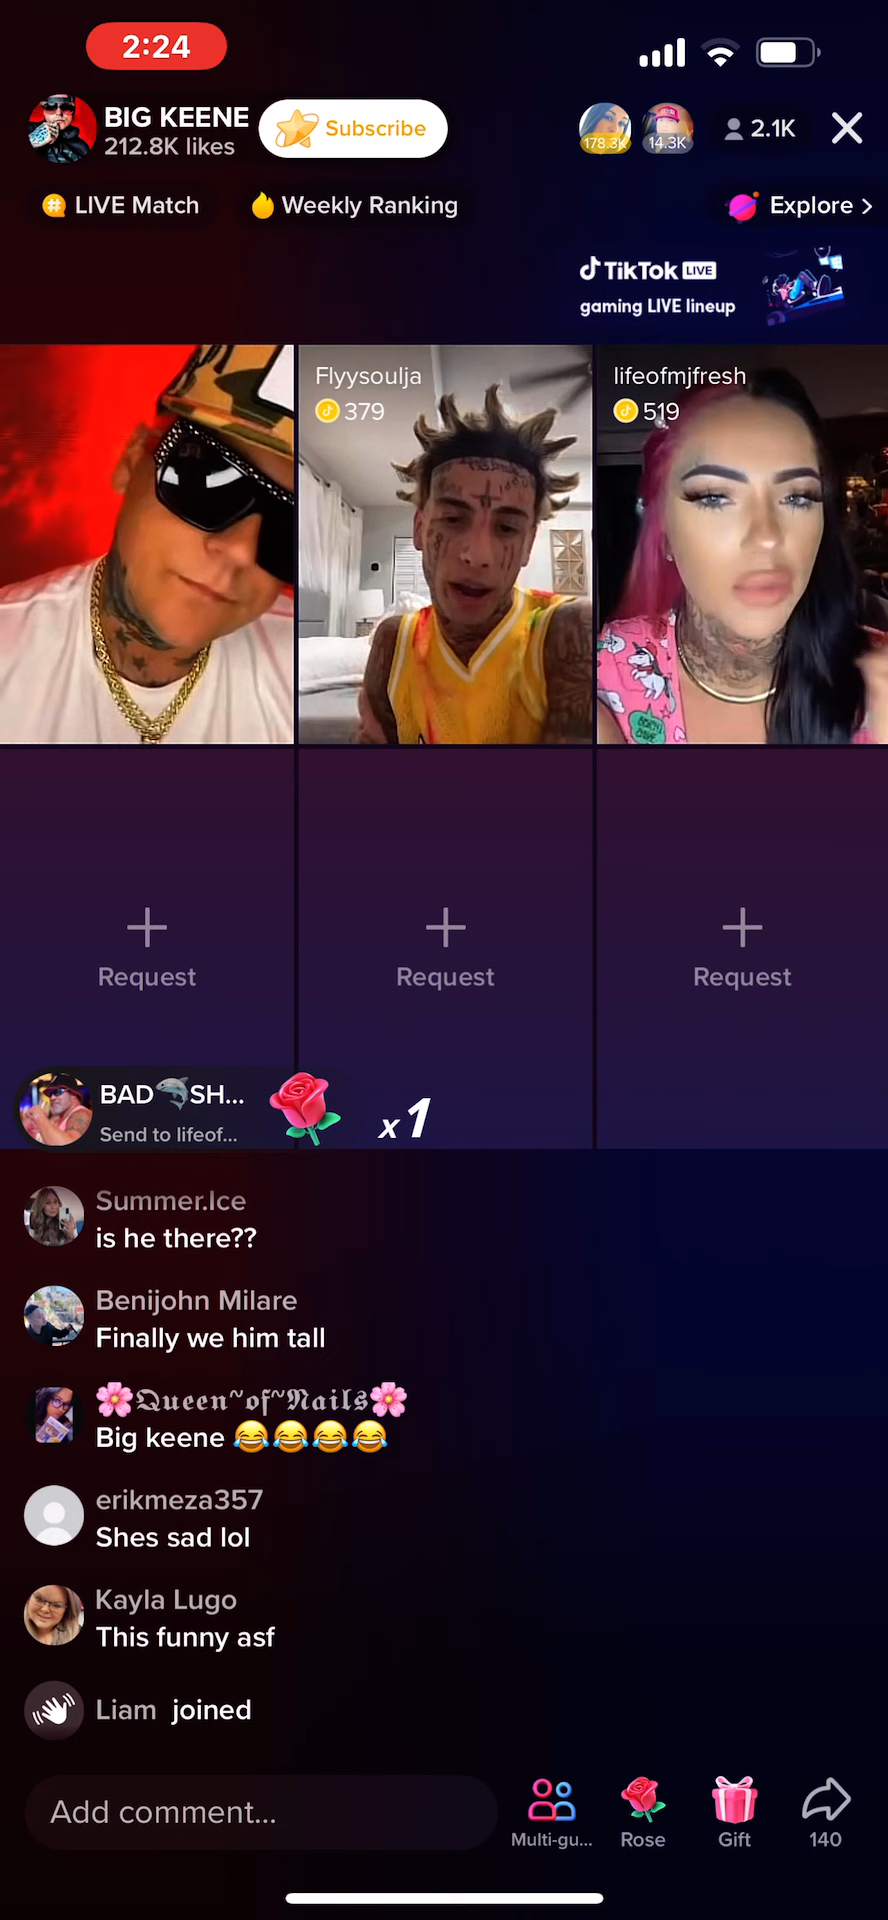 2:24
BIG KEENE
212.8K likes
Subscribe
178.3K
14.3K
2.1K
LIVE Match
Weekly Ranking
Explore >
TikTok LIVE
gaming LIVE lineup
Flyysoulja
379
lifeofmjfresh
519
Request
Request
Request
BAD🐬SH...
Send to lifeof...
x1
Summer.Ice
is he there??
Benijohn Milare
Finally we him tall
🌸𝕼𝖚𝖊𝖊𝖓~𝖔𝖋~𝕹𝖆𝖎𝖑𝖘🌸
Big keene 😂😂😂😂
erikmeza357
Shes sad lol
Kayla Lugo
This funny asf
Liam joined
Add comment...
Multi-gu...
Rose
Gift
140